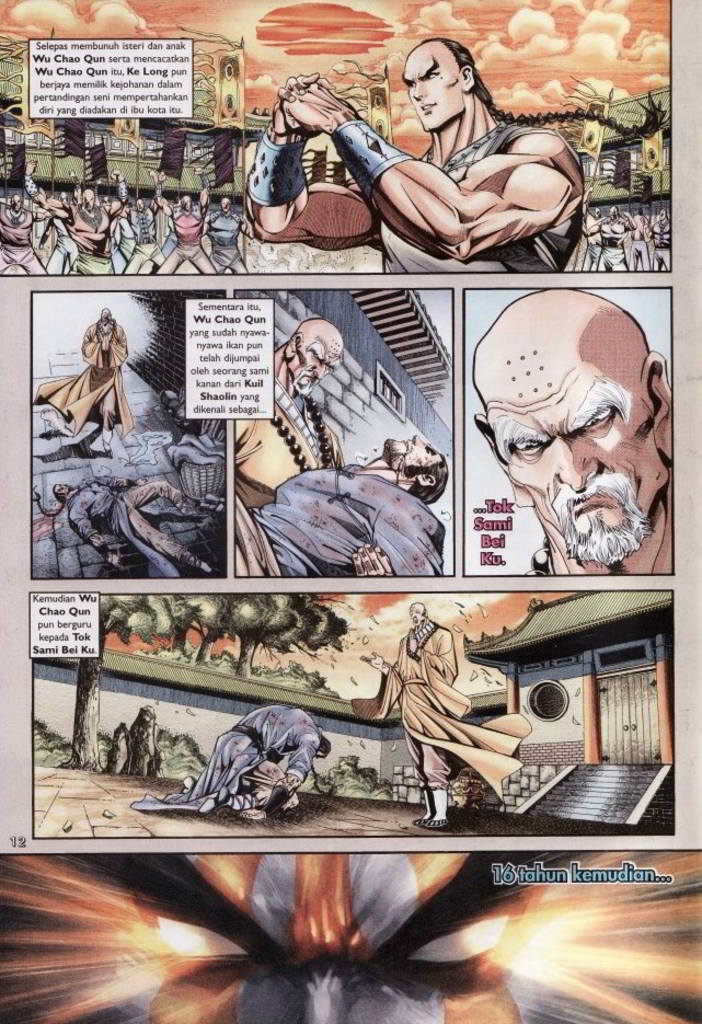 Selepas membunuh isteri dan anak
Wu Chao Qun serta mencacatkan
Wu Chao Qun itu, Ke Long pun
berjaya memilik kejohanan dalam
pertandingan seni mempertahankan
diri yang diadakan di ibu kota itu.
Sementara itu,
Wu Chao Qun
yang sudah nyawa-
nyawa ikan pun
telah dijumpai
oleh seorang sami
kanan dari Kuil
Shaolin yang
dikenali sebagai...
...Tok
Sami
Bei
Ku.
Kemudian Wu
Chao Qun
pun berguru
kepada Tok
Sami Bei Ku.
12
16 tahun kemudian...